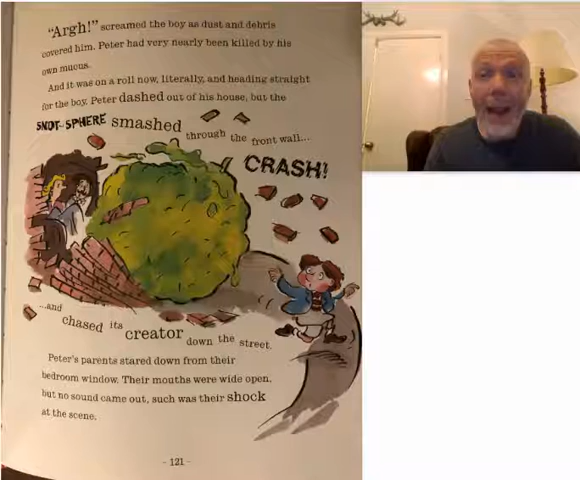 "Argh!" screamed the boy as dust and debris
covered him. Peter had very nearly been killed by his
own mucus.
And it was on a roll now, literally, and heading straight
for the boy. Peter dashed out of his house, but the
SNOT-SPHERE smashed through the front wall...
CRASH!
...and
chased its creator down the street.
Peter's parents stared down from their
bedroom window. Their mouths were wide open,
but no sound came out, such was their shock
at the scene.
- 121 -